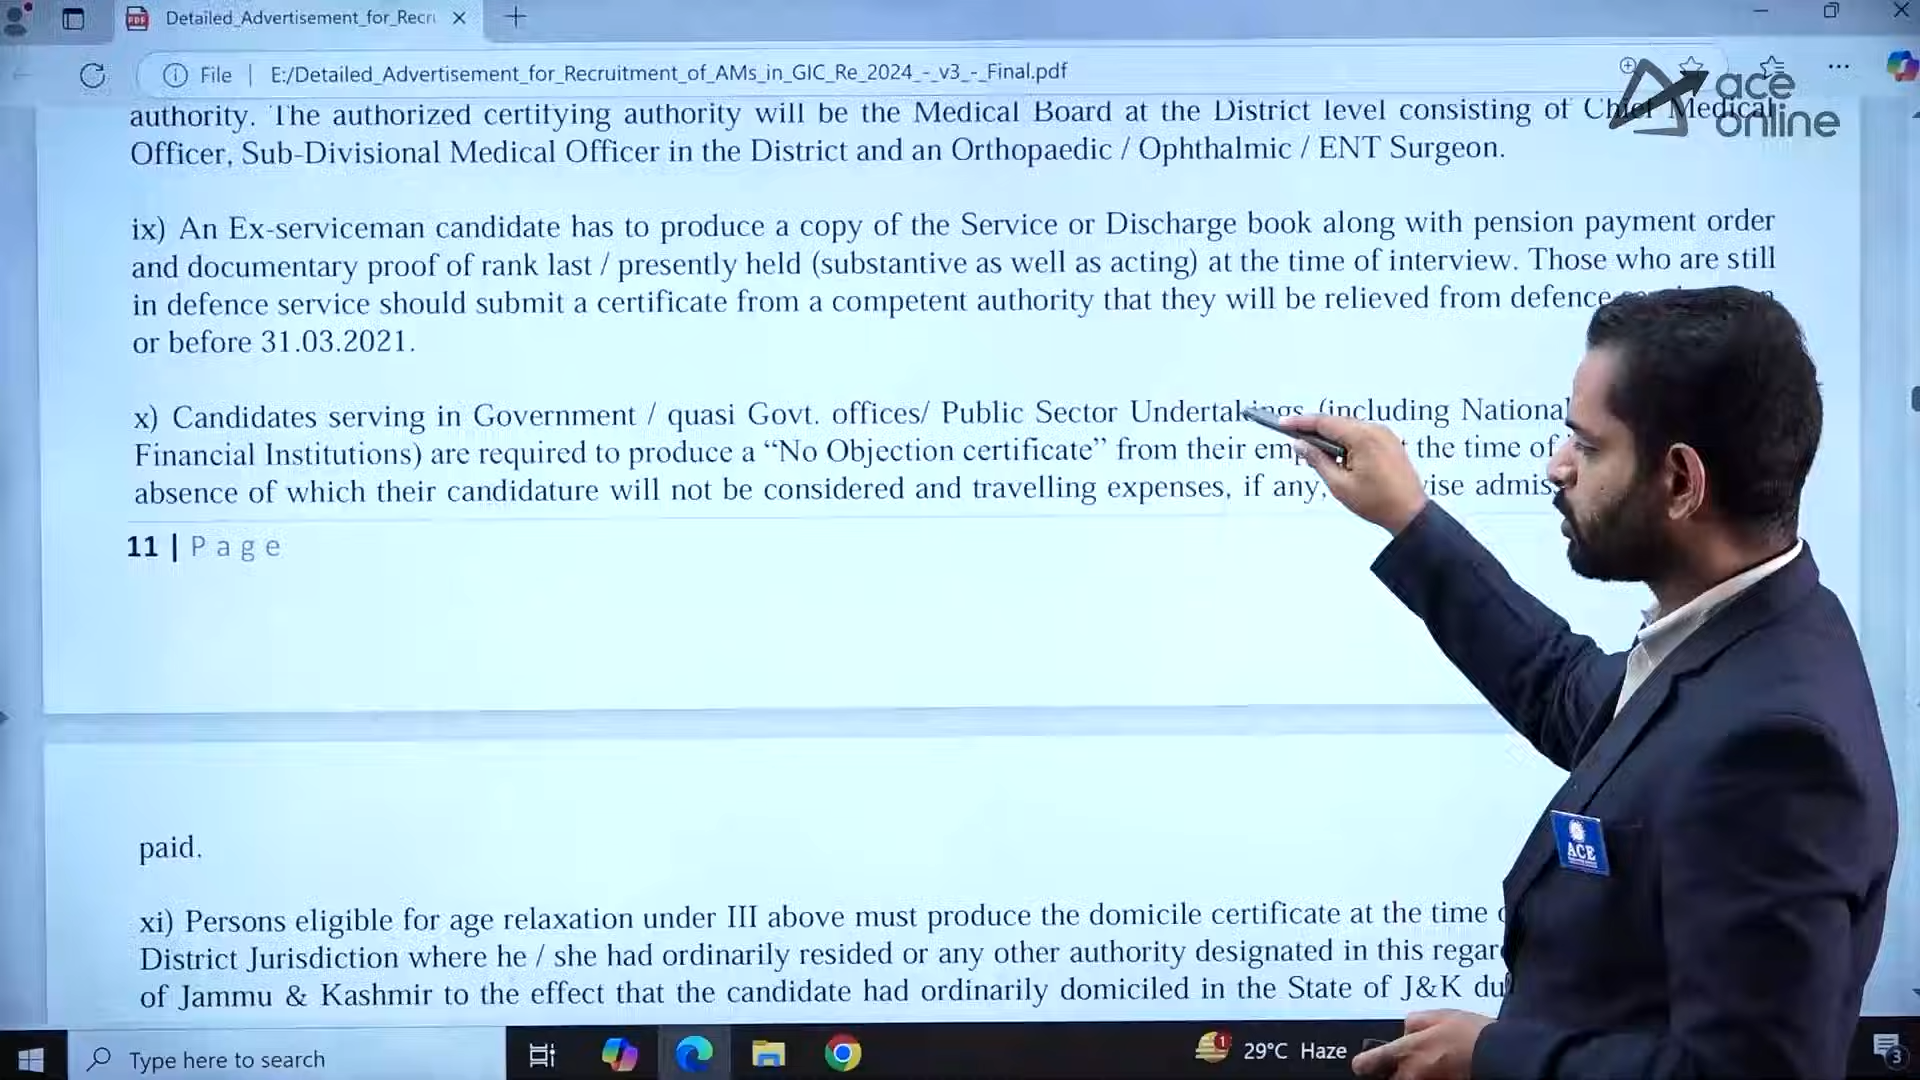 Detailed_Advertisement_for_Recr
File | E:/Detailed_Advertisement_for_Recruitment_of_AMs_in_GIC_Re_2024_-_v3_-_Final.pdf
ace
online
authority. The authorized certifying authority will be the Medical Board at the District level consisting of Chief Medical
Officer, Sub-Divisional Medical Officer in the District and an Orthopaedic / Ophthalmic / ENT Surgeon.
ix) An Ex-serviceman candidate has to produce a copy of the Service or Discharge book along with pension payment order
and documentary proof of rank last / presently held (substantive as well as acting) at the time of interview. Those who are still
in defence service should submit a certificate from a competent authority that they will be relieved from defence
or before 31.03.2021.
x) Candidates serving in Government / quasi Govt. offices/ Public Sector Undertakings (including National
Financial Institutions) are required to produce a “No Objection certificate” from their the time of
absence of which their candidature will not be considered and travelling expenses, if any,
11 | Page
paid.
xi) Persons eligible for age relaxation under III above must produce the domicile certificate at the time
District Jurisdiction where he / she had ordinarily resided or any other authority designated in this
of Jammu & Kashmir to the effect that the candidate had ordinarily domiciled in the State of J&K
ACE
Type here to search
1
29°C Haze
3